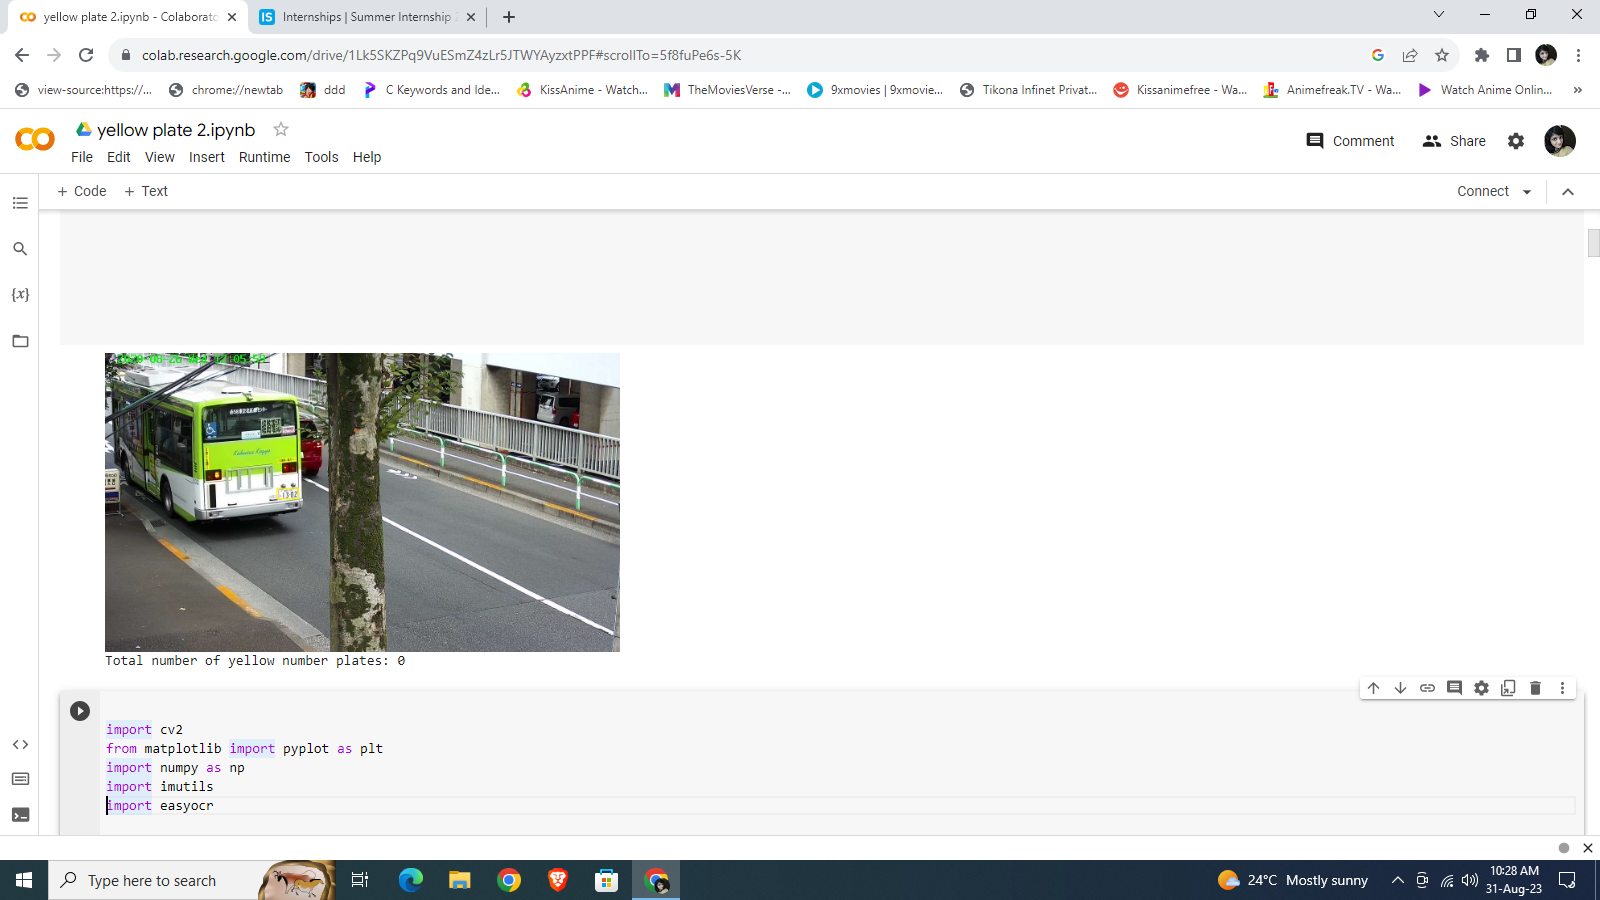 yellow plate 2.ipynb - Colaborato
Internships | Summer Internship
colab.research.google.com/drive/1Lk5SKZPq9VuESmZ4zLr5JTWYAyzxtPPF#scrollTo=5f8fuPe6s-5K
view-source:https://...
chrome://newtab
ddd
C Keywords and Ide...
KissAnime - Watch...
TheMoviesVerse -...
9xmovies | 9xmovie...
Tikona Infinet Privat...
Kissanimefree - Wa...
Animefreak.TV - Wa...
Watch Anime Onlin...
»
yellow plate 2.ipynb
File Edit View Insert Runtime Tools Help
Comment
Share
+ Code + Text
Connect
{x}
Total number of yellow number plates: 0
import cv2
from matplotlib import pyplot as plt
import numpy as np
import imutils
import easyocr
Type here to search
24°C Mostly sunny
10:28 AM
31-Aug-23